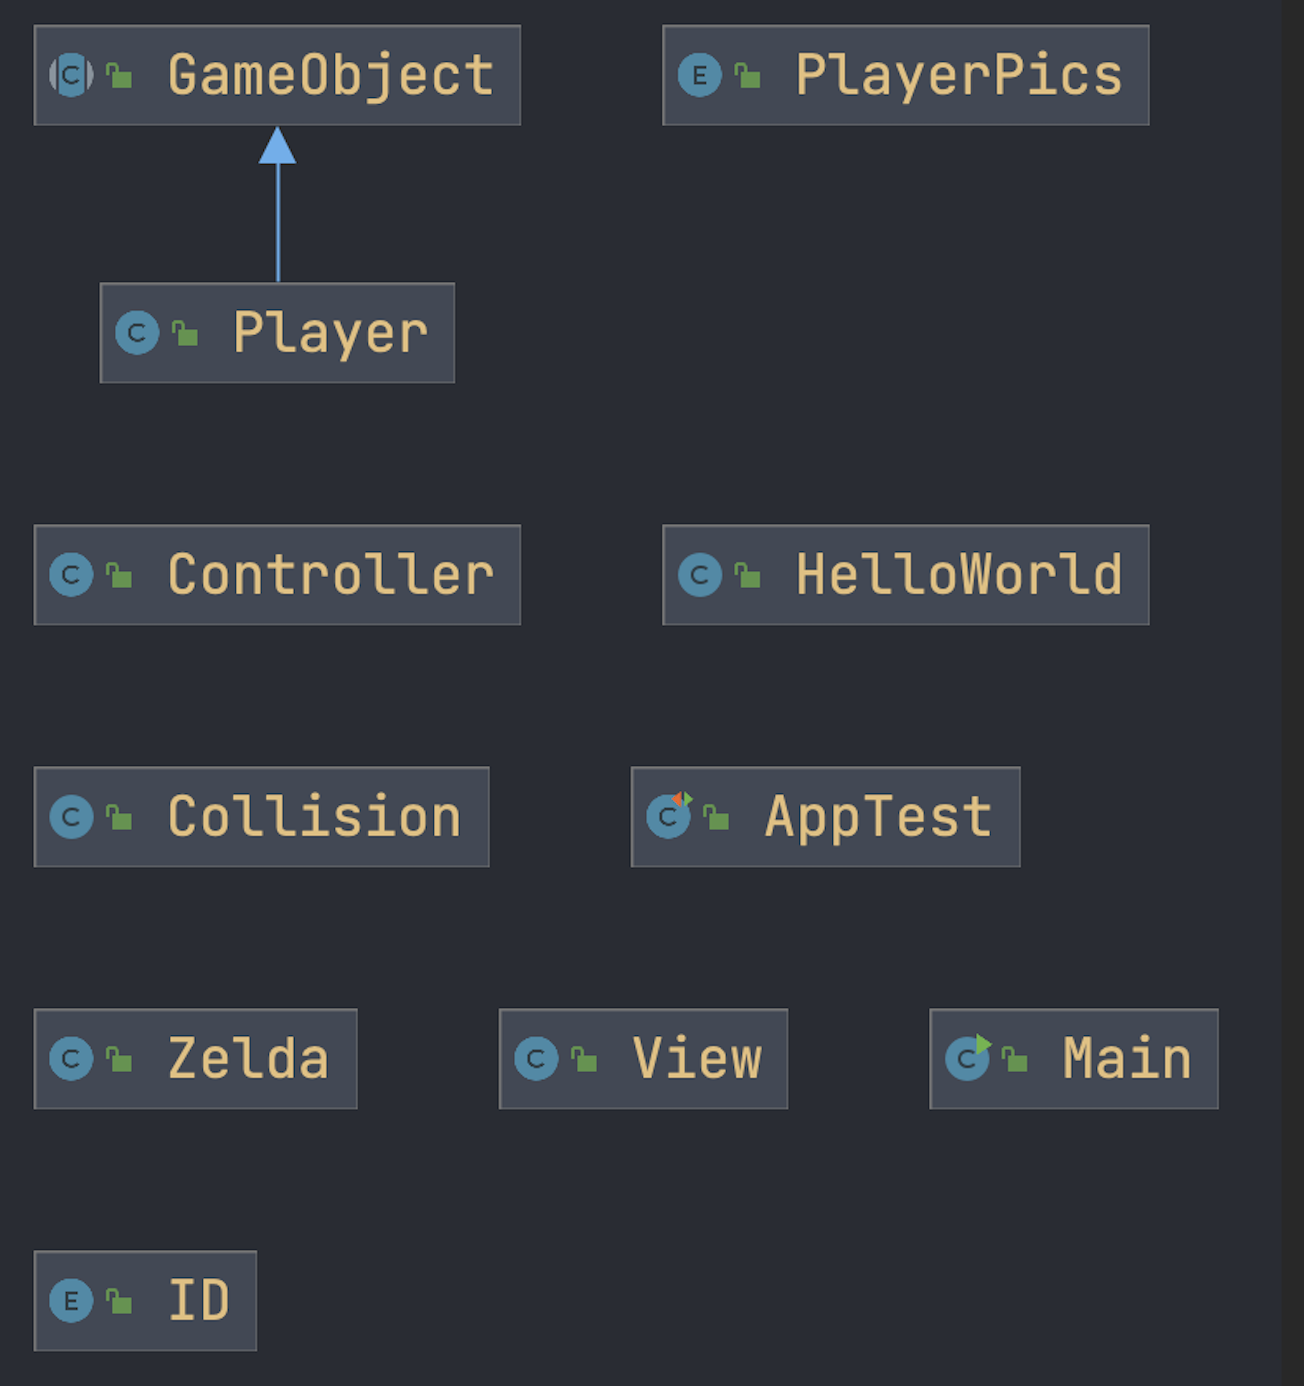 C GameObject
E PlayerPics
C Player
C Controller
C HelloWorld
C Collision
C AppTest
C Zelda
C View
C Main
E ID